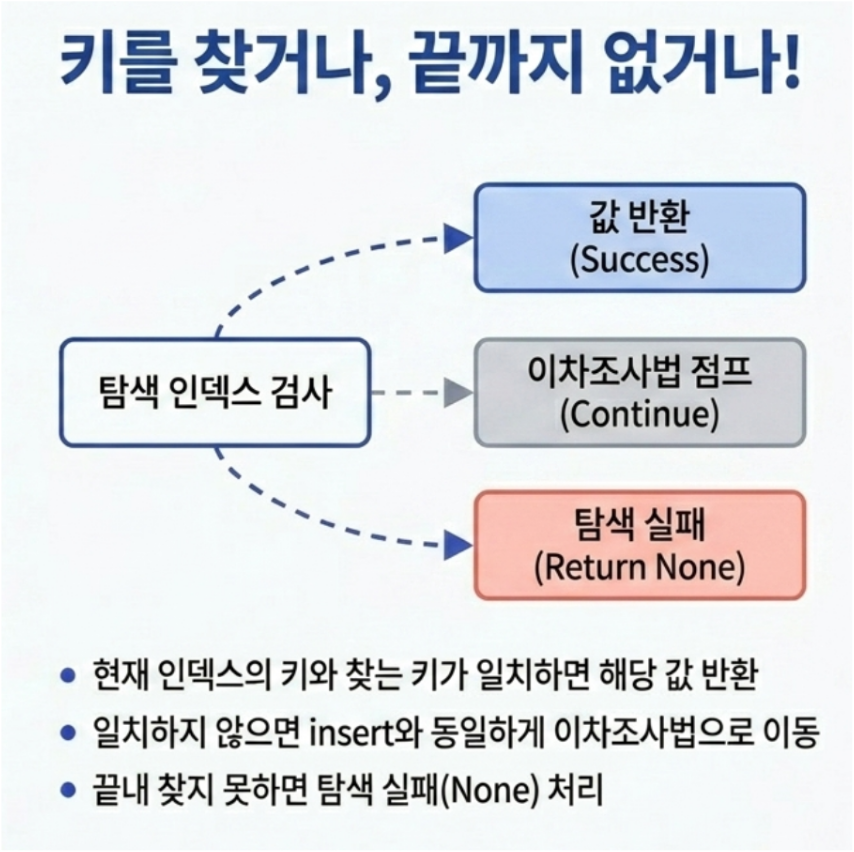 키를 찾거나, 끝까지 없거나!
값 반환
(Success)
탐색 인덱스 검사
이차조사법 점프
(Continue)
탐색 실패
(Return None)
• 현재 인덱스의 키와 찾는 키가 일치하면 해당 값 반환
• 일치하지 않으면 insert와 동일하게 이차조사법으로 이동
• 끝내 찾지 못하면 탐색 실패(None) 처리